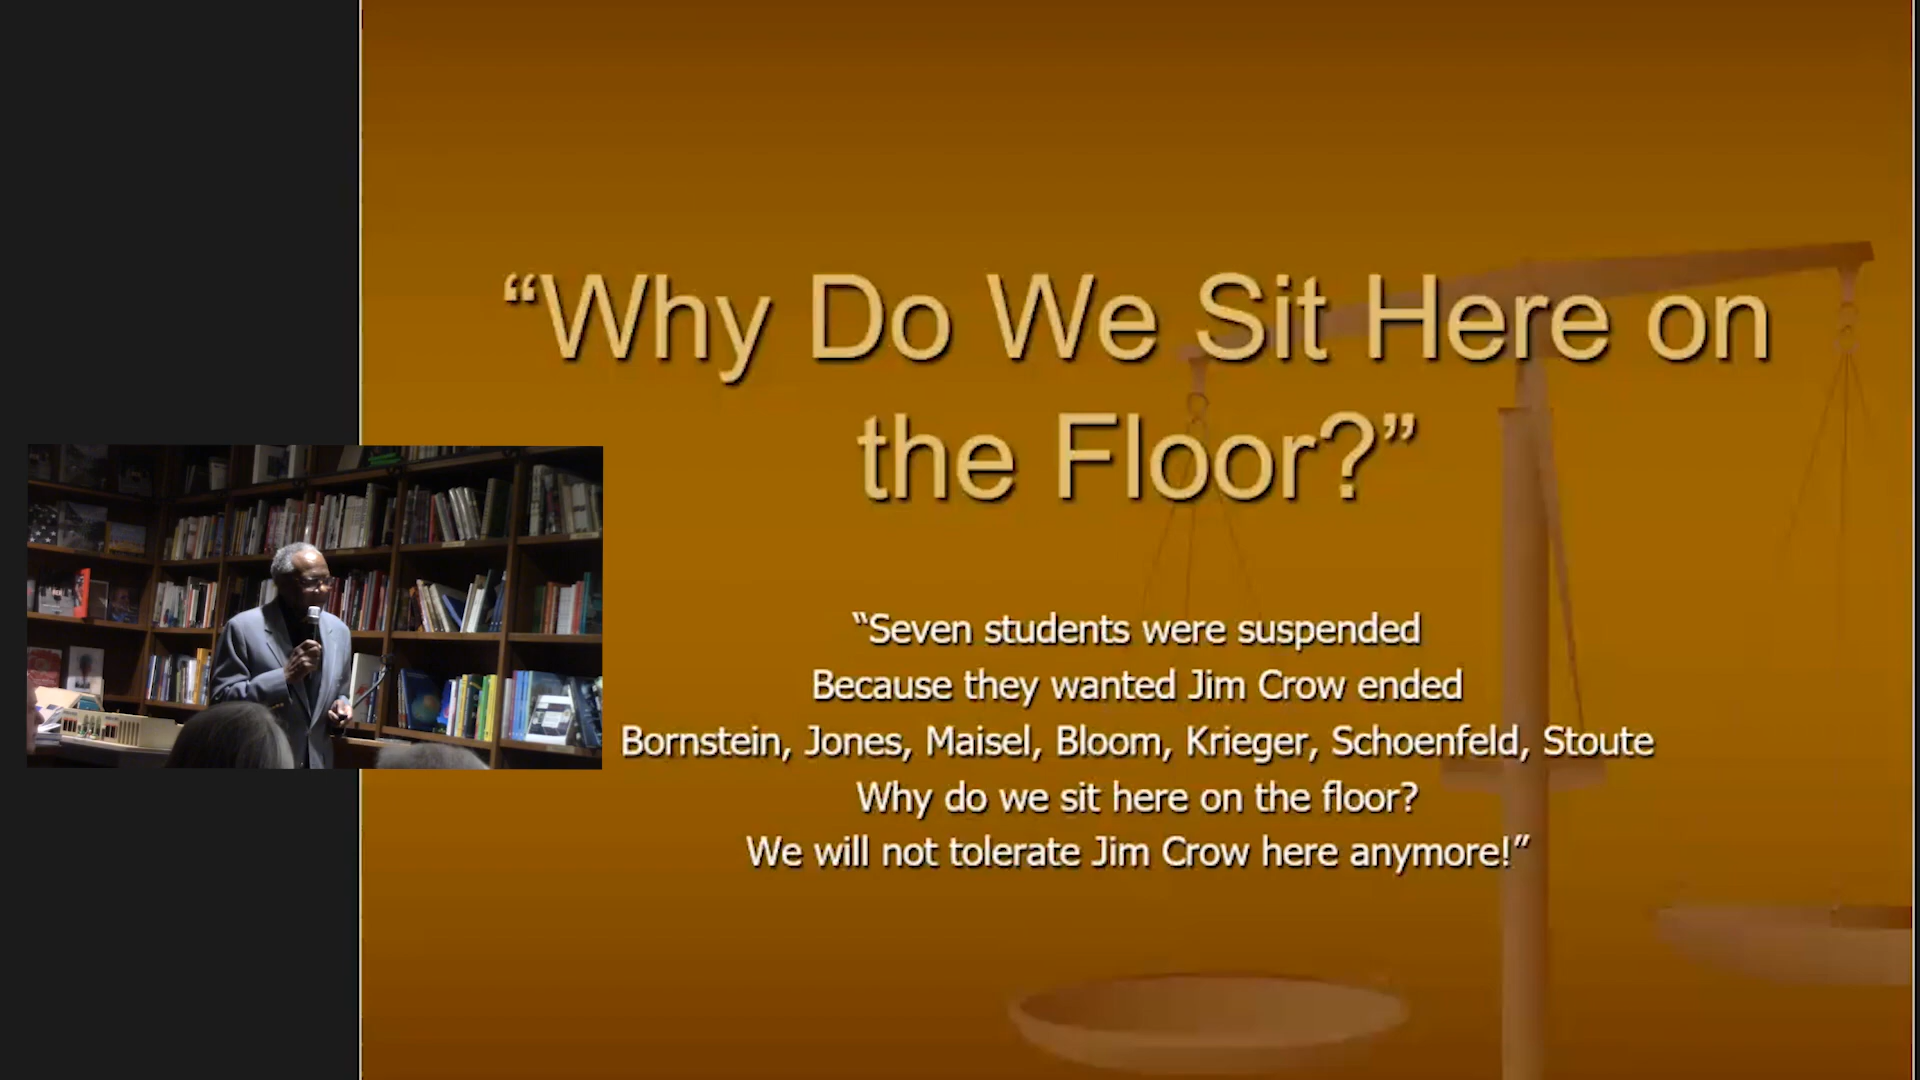 “Why Do We Sit Here on
the Floor?”
“Seven students were suspended
Because they wanted Jim Crow ended
Bornstein, Jones, Maisel, Bloom, Krieger, Schoenfeld, Stoute
Why do we sit here on the floor?
We will not tolerate Jim Crow here anymore!”